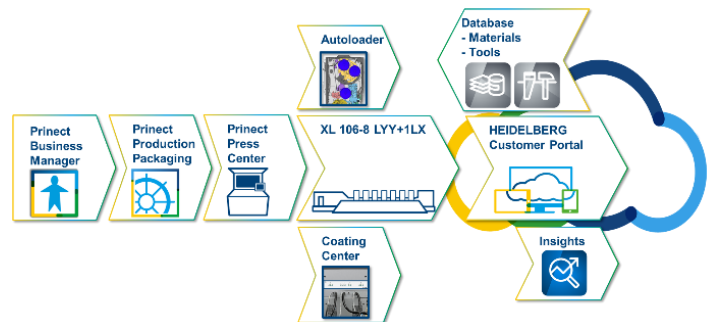 Autoloader
Database
- Materials
- Tools
Prinect
Business
Manager
Prinect
Production
Packaging
Prinect
Press
Center
XL 106-8 LYY+1LX
HEIDELBERG
Customer Portal
Coating
Center
Insights